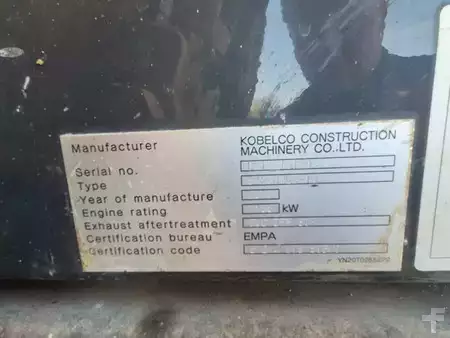 Manufacturer KOBELCO CONSTRUCTION
MACHINERY CO.,LTD.
Serial no.
Type
Year of manufacture
Engine rating kW
Exhaust aftertreatment
Certification bureau EMPA
Certification code